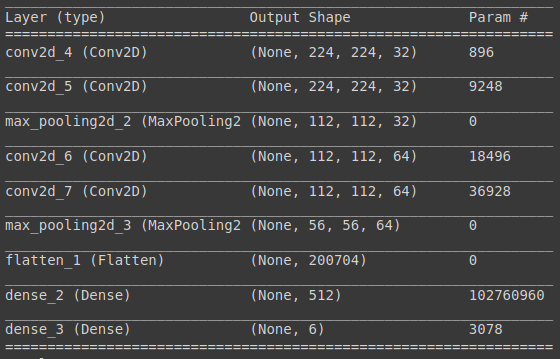 Layer (type) Output Shape Param #
conv2d_4 (Conv2D) (None, 224, 224, 32) 896
conv2d_5 (Conv2D) (None, 224, 224, 32) 9248
max_pooling2d_2 (MaxPooling2 (None, 112, 112, 32) 0
conv2d_6 (Conv2D) (None, 112, 112, 64) 18496
conv2d_7 (Conv2D) (None, 112, 112, 64) 36928
max_pooling2d_3 (MaxPooling2 (None, 56, 56, 64) 0
flatten_1 (Flatten) (None, 200704) 0
dense_2 (Dense) (None, 512) 102760960
dense_3 (Dense) (None, 6) 3078